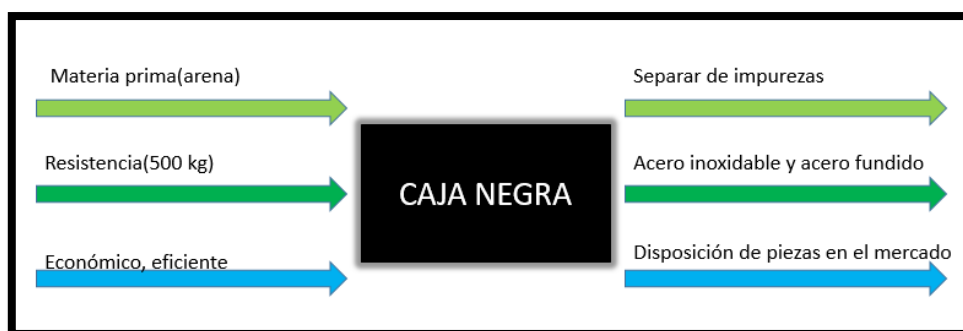 Materia prima(arena)
Separar de impurezas
Resistencia(500 kg)
Acero inoxidable y acero fundido
CAJA NEGRA
Económico, eficiente
Disposición de piezas en el mercado